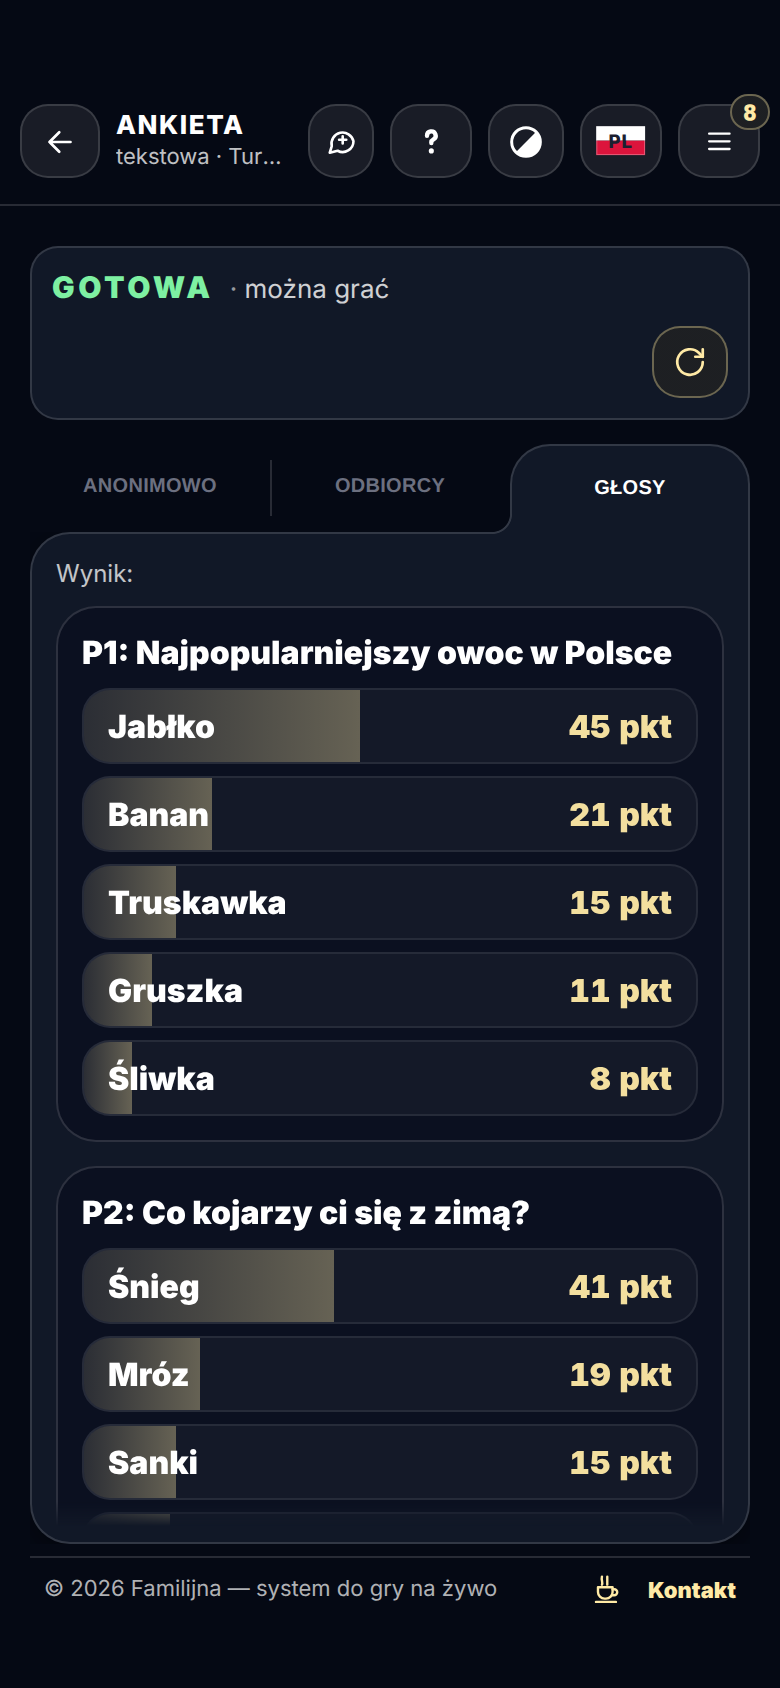 ANKIETA
tekstowa · Tur...
?
PL
8
GOTOWA · można grać
ANONIMOWO
ODBIORCY
GŁOSY
Wynik:
P1: Najpopularniejszy owoc w Polsce
Jabłko 45 pkt
Banan 21 pkt
Truskawka 15 pkt
Gruszka 11 pkt
Śliwka 8 pkt
P2: Co kojarzy ci się z zimą?
Śnieg 41 pkt
Mróz 19 pkt
Sanki 15 pkt
© 2026 Familijna — system do gry na żywo
Kontakt